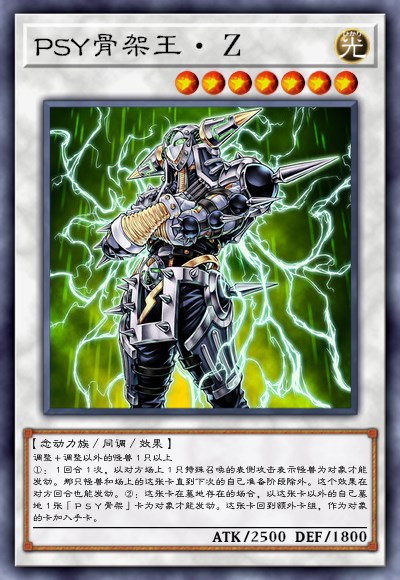 PSY骨架王・Z
光
【念动力族／同调／效果】
调整＋调整以外的怪兽1只以上
①：1回合1次，以对方场上1只特殊召唤的表侧攻击表示怪兽为对象才能
发动。那只怪兽和场上的这张卡直到下次的自己准备阶段除外。这个效果在
对方回合也能发动。②：这张卡在墓地存在的场合，以这张卡以外的自己墓
地1张「PSY骨架」卡为对象才能发动。这张卡回到额外卡组，作为对象
的卡加入手卡。
ATK/2500 DEF/1800